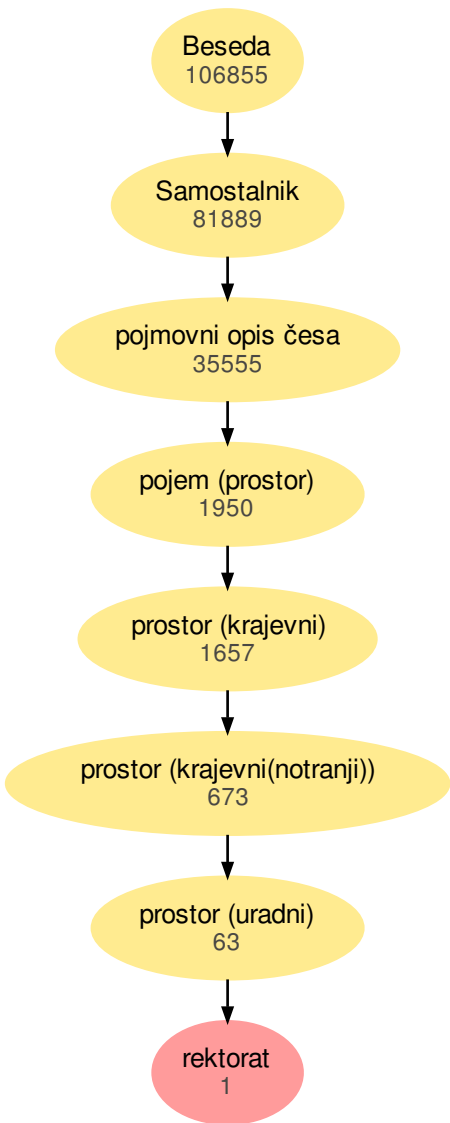 Beseda
106855
Samostalnik
81889
pojmovni opis česa
35555
pojem (prostor)
1950
prostor (krajevni)
1657
prostor (krajevni(notranji))
673
prostor (uradni)
63
rektorat
1